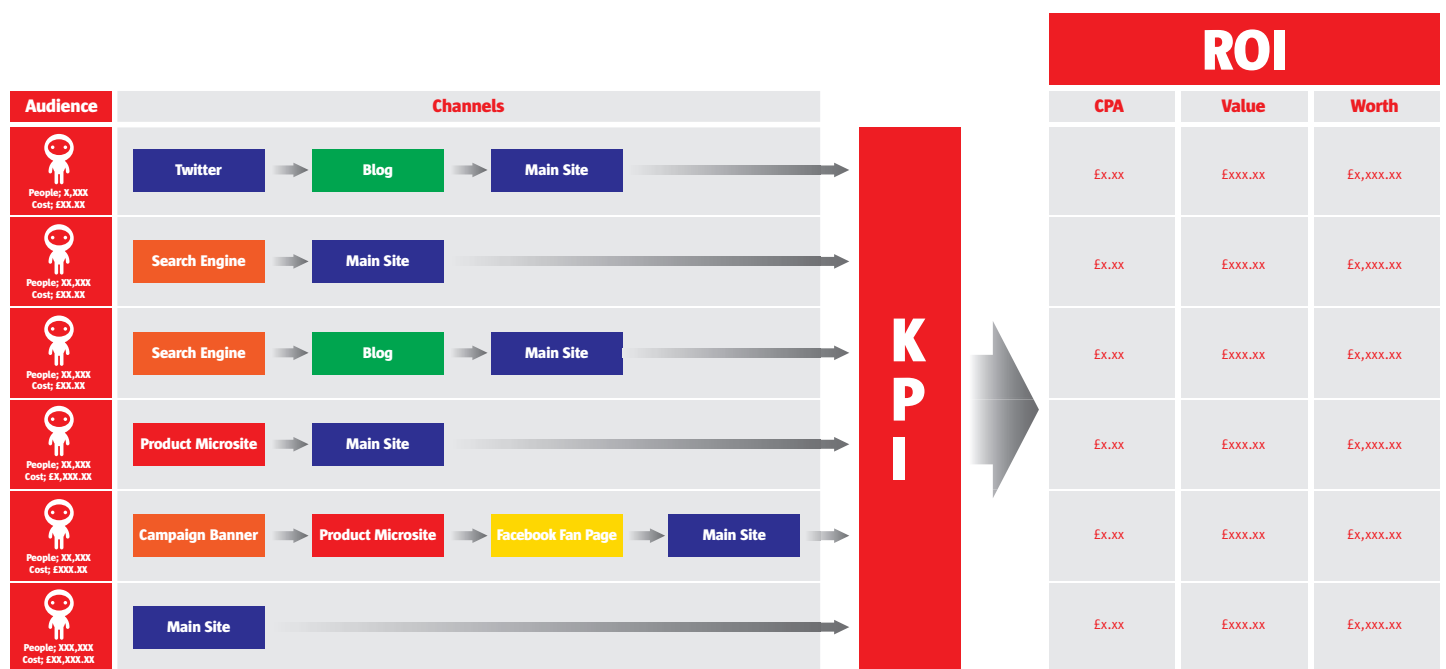 ROI
Audience
Channels
CPA
Value
Worth
People; X,XXX
Cost; £XX.XX
Twitter
Blog
Main Site
£x.xx
£xxx.xx
£x,xxx.xx
People; XX,XXX
Cost; £XX.XX
Search Engine
Main Site
£x.xx
£xxx.xx
£x,xxx.xx
People; XX,XXX
Cost; £XX.XX
Search Engine
Blog
Main Site
£x.xx
£xxx.xx
£x,xxx.xx
K
P
I
People; XX,XXX
Cost; £X,XXX.XX
Product Microsite
Main Site
£x.xx
£xxx.xx
£x,xxx.xx
People; XX,XXX
Cost; £XXX.XX
Campaign Banner
Product Microsite
Facebook Fan Page
Main Site
£x.xx
£xxx.xx
£x,xxx.xx
People; XXX,XXX
Cost; £XX,XXX.XX
Main Site
£x.xx
£xxx.xx
£x,xxx.xx